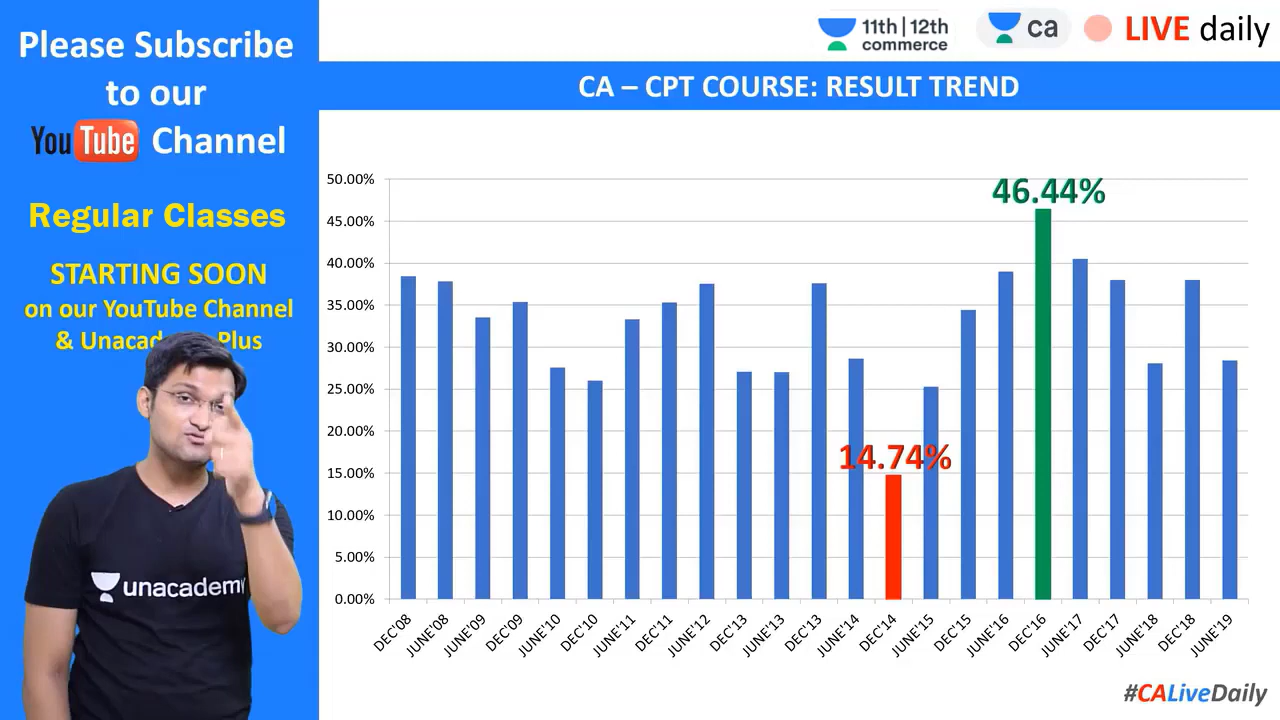 Please Subscribe
to our
YouTube Channel
Regular Classes
STARTING SOON
on our YouTube Channel
& Plus
unacademy
11th | 12th
commerce
ca
LIVE daily
CA – CPT COURSE: RESULT TREND
50.00%
45.00%
40.00%
35.00%
30.00%
25.00%
20.00%
15.00%
10.00%
5.00%
0.00%
46.44%
14.74%
DEC'08
JUNE'08
JUNE'09
DEC'09
JUNE'10
DEC'10
JUNE'11
DEC'11
JUNE'12
DEC'13
JUNE'13
DEC'13
JUNE'14
DEC'14
JUNE'15
DEC'15
JUNE'16
DEC'16
JUNE'17
DEC'17
JUNE'18
DEC'18
JUNE'19
#CALiveDaily